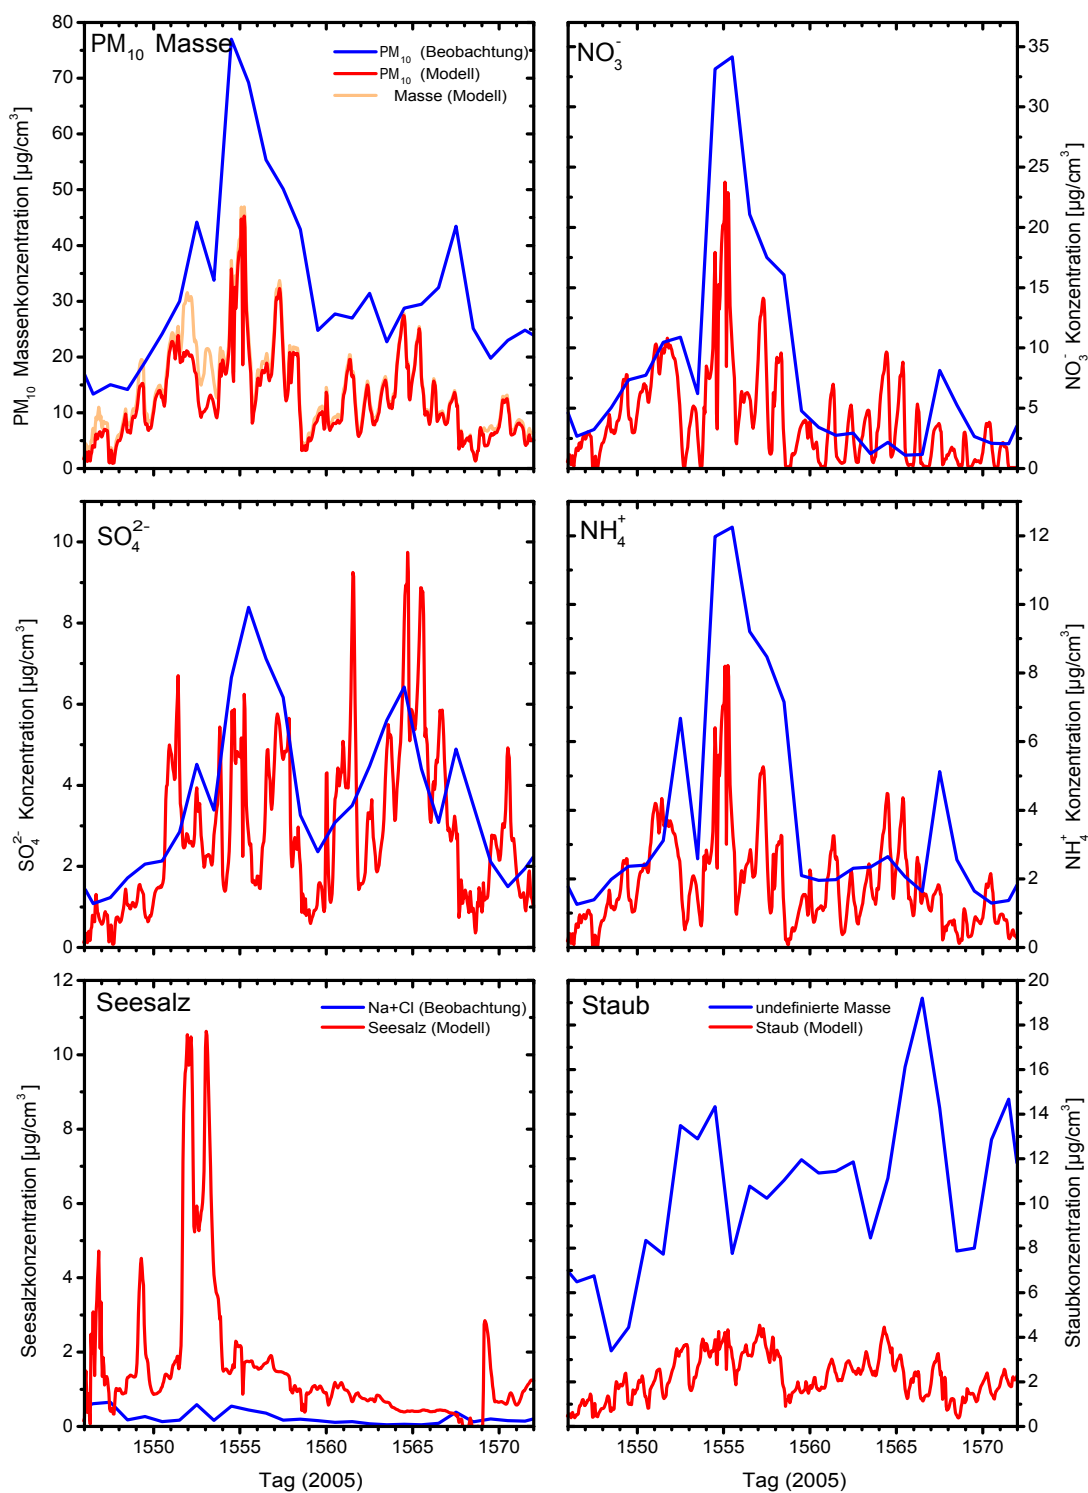 PM₁₀ Masse
PM₁₀ (Beobachtung)
PM₁₀ (Modell)
Masse (Modell)
PM₁₀ Massenkonzentration [µg/cm³]
80
70
60
50
40
30
20
10
0
NO₃⁻
35
30
25
20
15
10
5
0
NO₃⁻ Konzentration [µg/cm³]
SO₄²⁻
SO₄²⁻ Konzentration [µg/cm³]
10
8
6
4
2
0
NH₄⁺
12
10
8
6
4
2
0
NH₄⁺ Konzentration [µg/cm³]
Seesalz
Na+Cl (Beobachtung)
Seesalz (Modell)
Seesalzkonzentration [µg/cm³]
12
10
8
6
4
2
0
1550 1555 1560 1565 1570
Tag (2005)
Staub
undefinierte Masse
Staub (Modell)
20
18
16
14
12
10
8
6
4
2
0
Staubkonzentration [µg/cm³]
1550 1555 1560 1565 1570
Tag (2005)